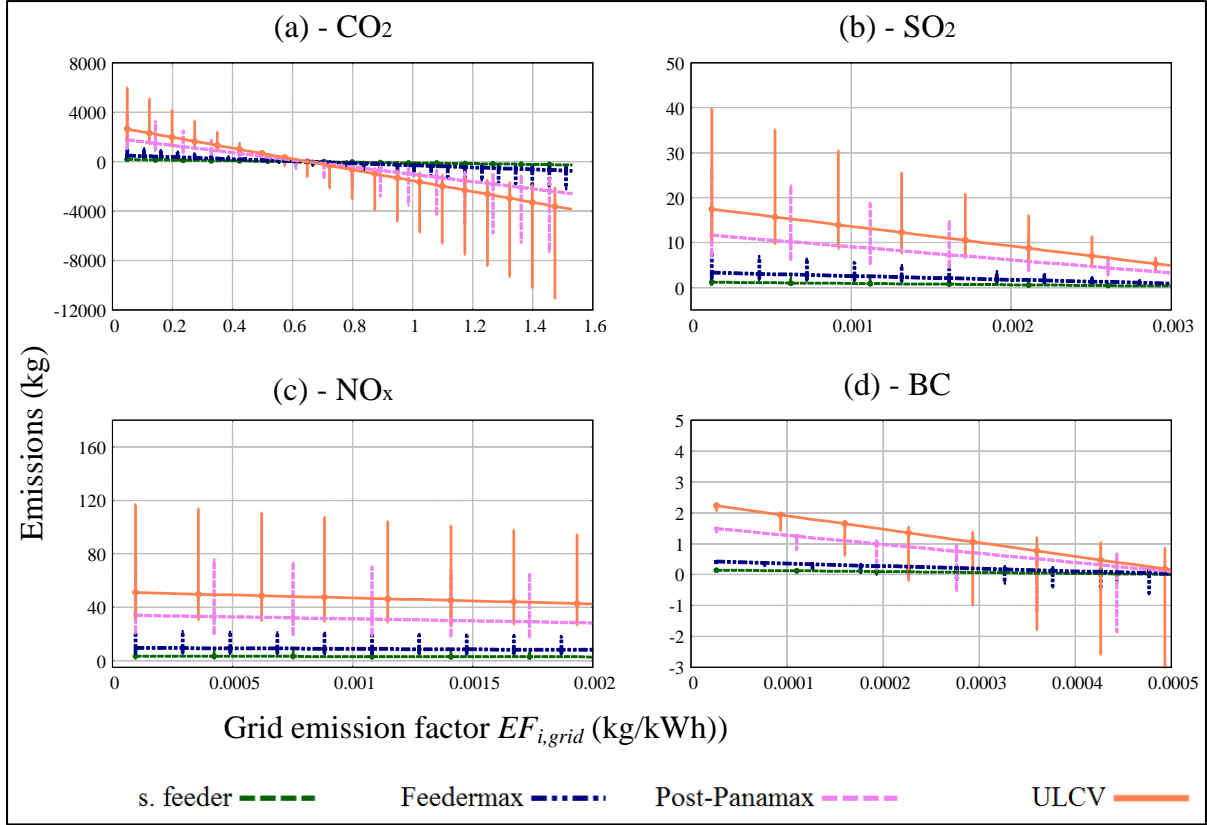 (a) - CO2
(b) - SO2
8000
4000
0
-4000
-8000
-12000
0 0.2 0.4 0.6 0.8 1 1.2 1.4 1.6
50
40
30
20
10
0
0 0.001 0.002 0.003
(c) - NOx
(d) - BC
160
120
80
40
0
0 0.0005 0.001 0.0015 0.002
5
4
3
2
1
0
-1
-2
-3
0 0.0001 0.0002 0.0003 0.0004 0.0005
Emissions (kg)
Grid emission factor EFi,grid (kg/kWh))
s. feeder Feedermax Post-Panamax ULCV